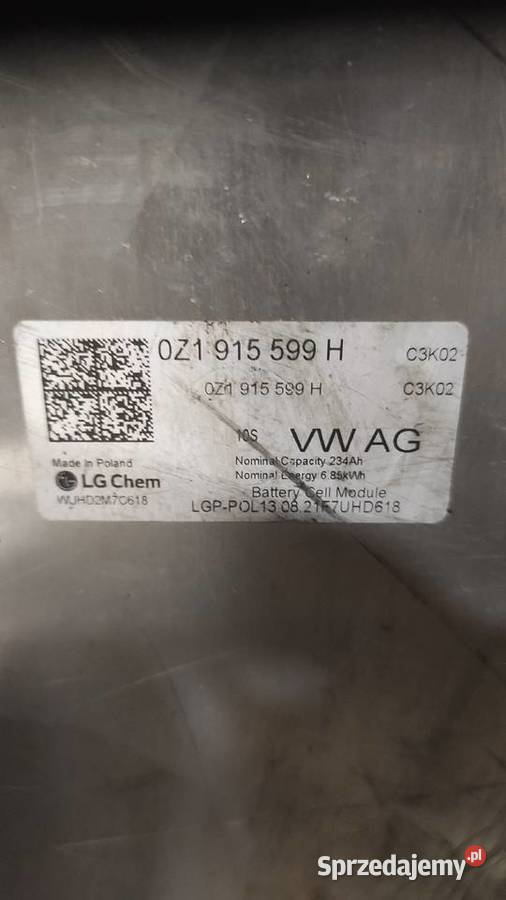 0Z1 915 599 H C3K02
0Z1 915 599 H C3K02
10S VW AG
Made in Poland
Nominal Capacity 234Ah
LG Chem
Nominal Energy 6.85kWh
WUHD2M7C618
Battery Cell Module
LGP-POL13.08.21F7UHD618
Sprzedajemy.pl